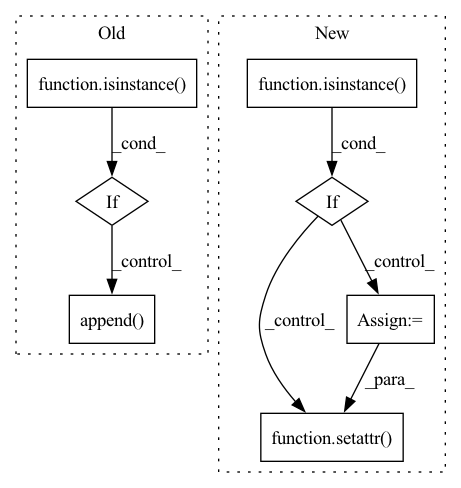 Old
function.isinstance()
_cond_
If
_control_
append()
New
function.isinstance()
_cond_
If
_control_
_control_
Assign:=
_para_
function.setattr()